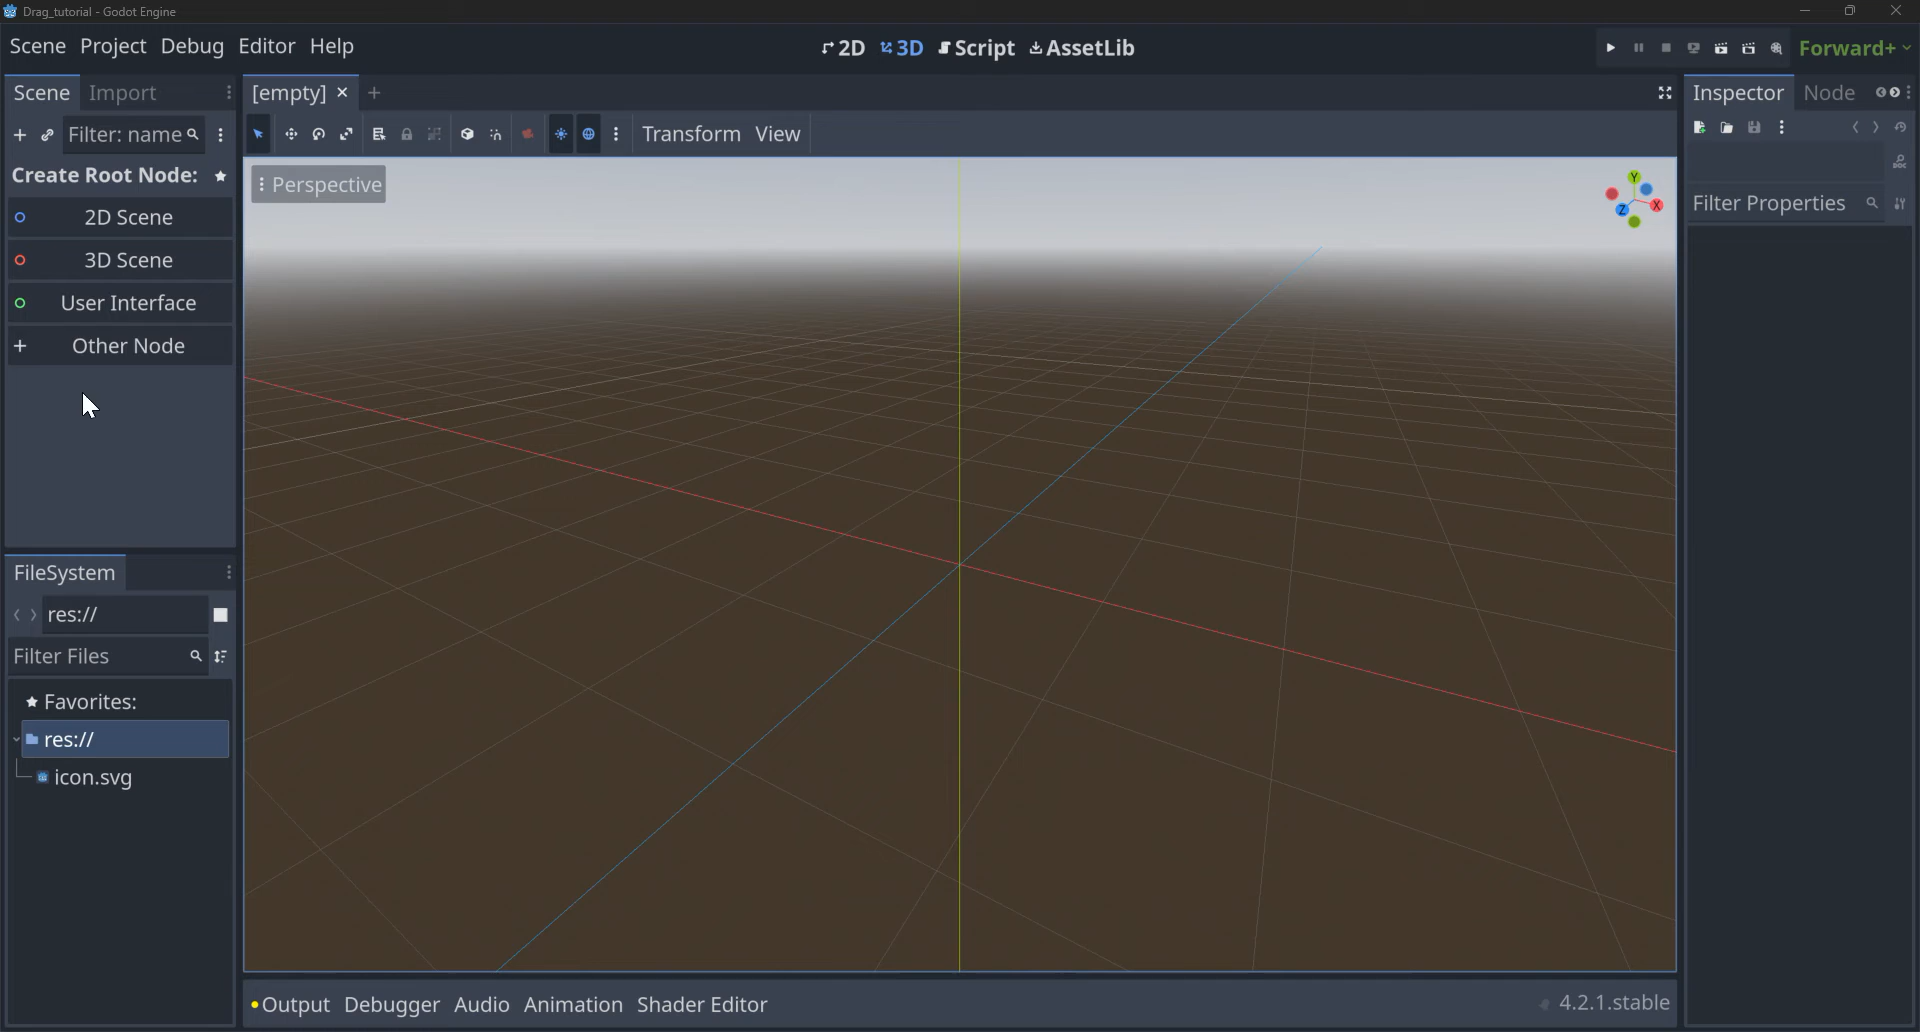 Drag_tutorial - Godot Engine
Scene Project Debug Editor Help
2D 3D Script AssetLib
Forward+
Scene Import
[empty]
Inspector Node
Filter: name
Transform View
Create Root Node:
Perspective
Y
X
Z
DOC
Filter Properties
2D Scene
3D Scene
User Interface
Other Node
FileSystem
res://
Filter Files
Favorites:
res://
icon.svg
Output Debugger Audio Animation Shader Editor
4.2.1.stable